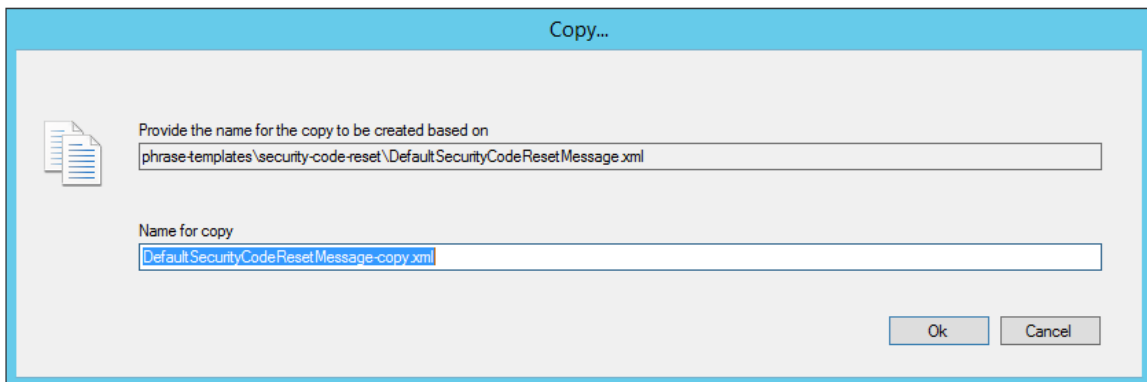 Copy...
Provide the name for the copy to be created based on
phrase-templates\security-code-reset\DefaultSecurityCodeResetMessage.xml
Name for copy
DefaultSecurityCodeResetMessage-copy.xml
Ok Cancel